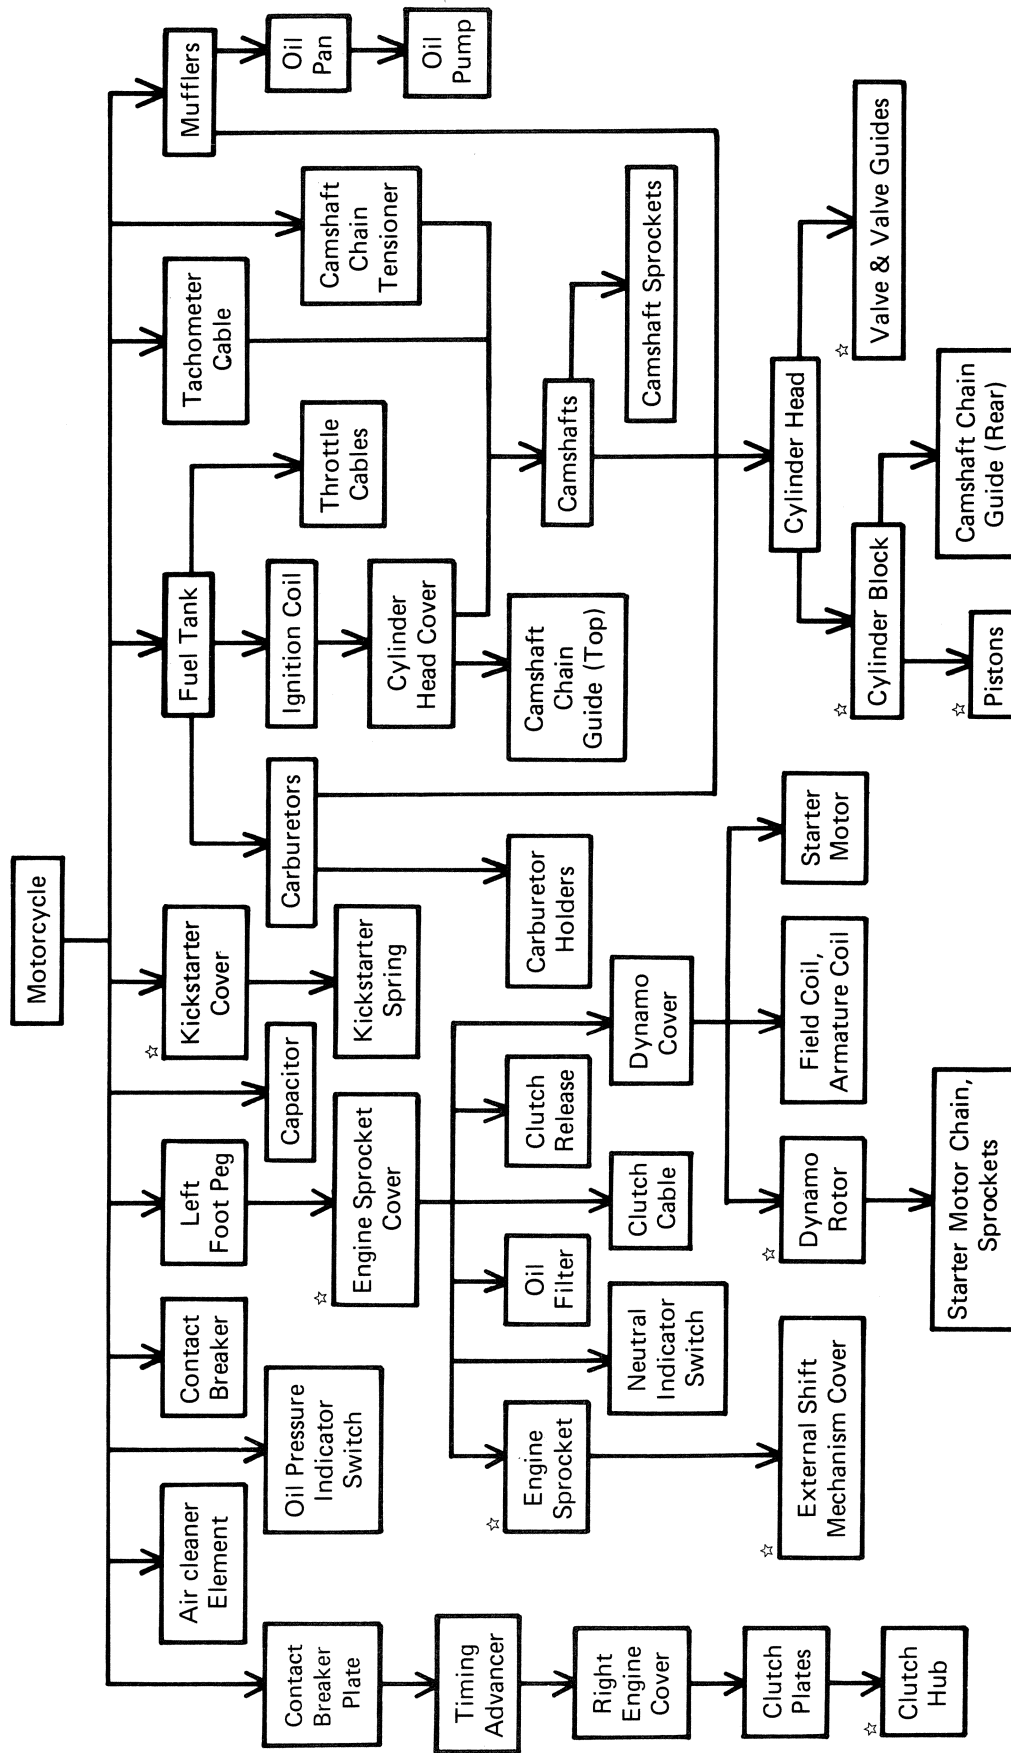 Motorcycle
Contact
Breaker
Plate
Timing
Advancer
Right
Engine
Cover
Clutch
Plates
☆
Clutch
Hub
Air cleaner
Element
Oil Pressure
Indicator
Switch
Contact
Breaker
Left
Foot Peg
☆
Engine Sprocket
Cover
☆
Engine
Sprocket
☆
External Shift
Mechanism Cover
Neutral
Indicator
Switch
Oil
Filter
Clutch
Cable
Clutch
Release
Dynamo
Cover
☆
Dynamo
Rotor
Starter Motor Chain,
Sprockets
Field Coil,
Armature Coil
Starter
Motor
Capacitor
☆
Kickstarter
Cover
Kickstarter
Spring
Fuel Tank
Carburetors
Carburetor
Holders
Ignition Coil
Cylinder
Head Cover
Camshaft
Chain
Guide (Top)
Throttle
Cables
Tachometer
Cable
Camshaft
Chain
Tensioner
Camshafts
Camshaft Sprockets
Mufflers
Oil
Pan
Oil
Pump
Cylinder Head
☆
Cylinder Block
☆
Pistons
Camshaft Chain
Guide (Rear)
☆
Valve & Valve Guides